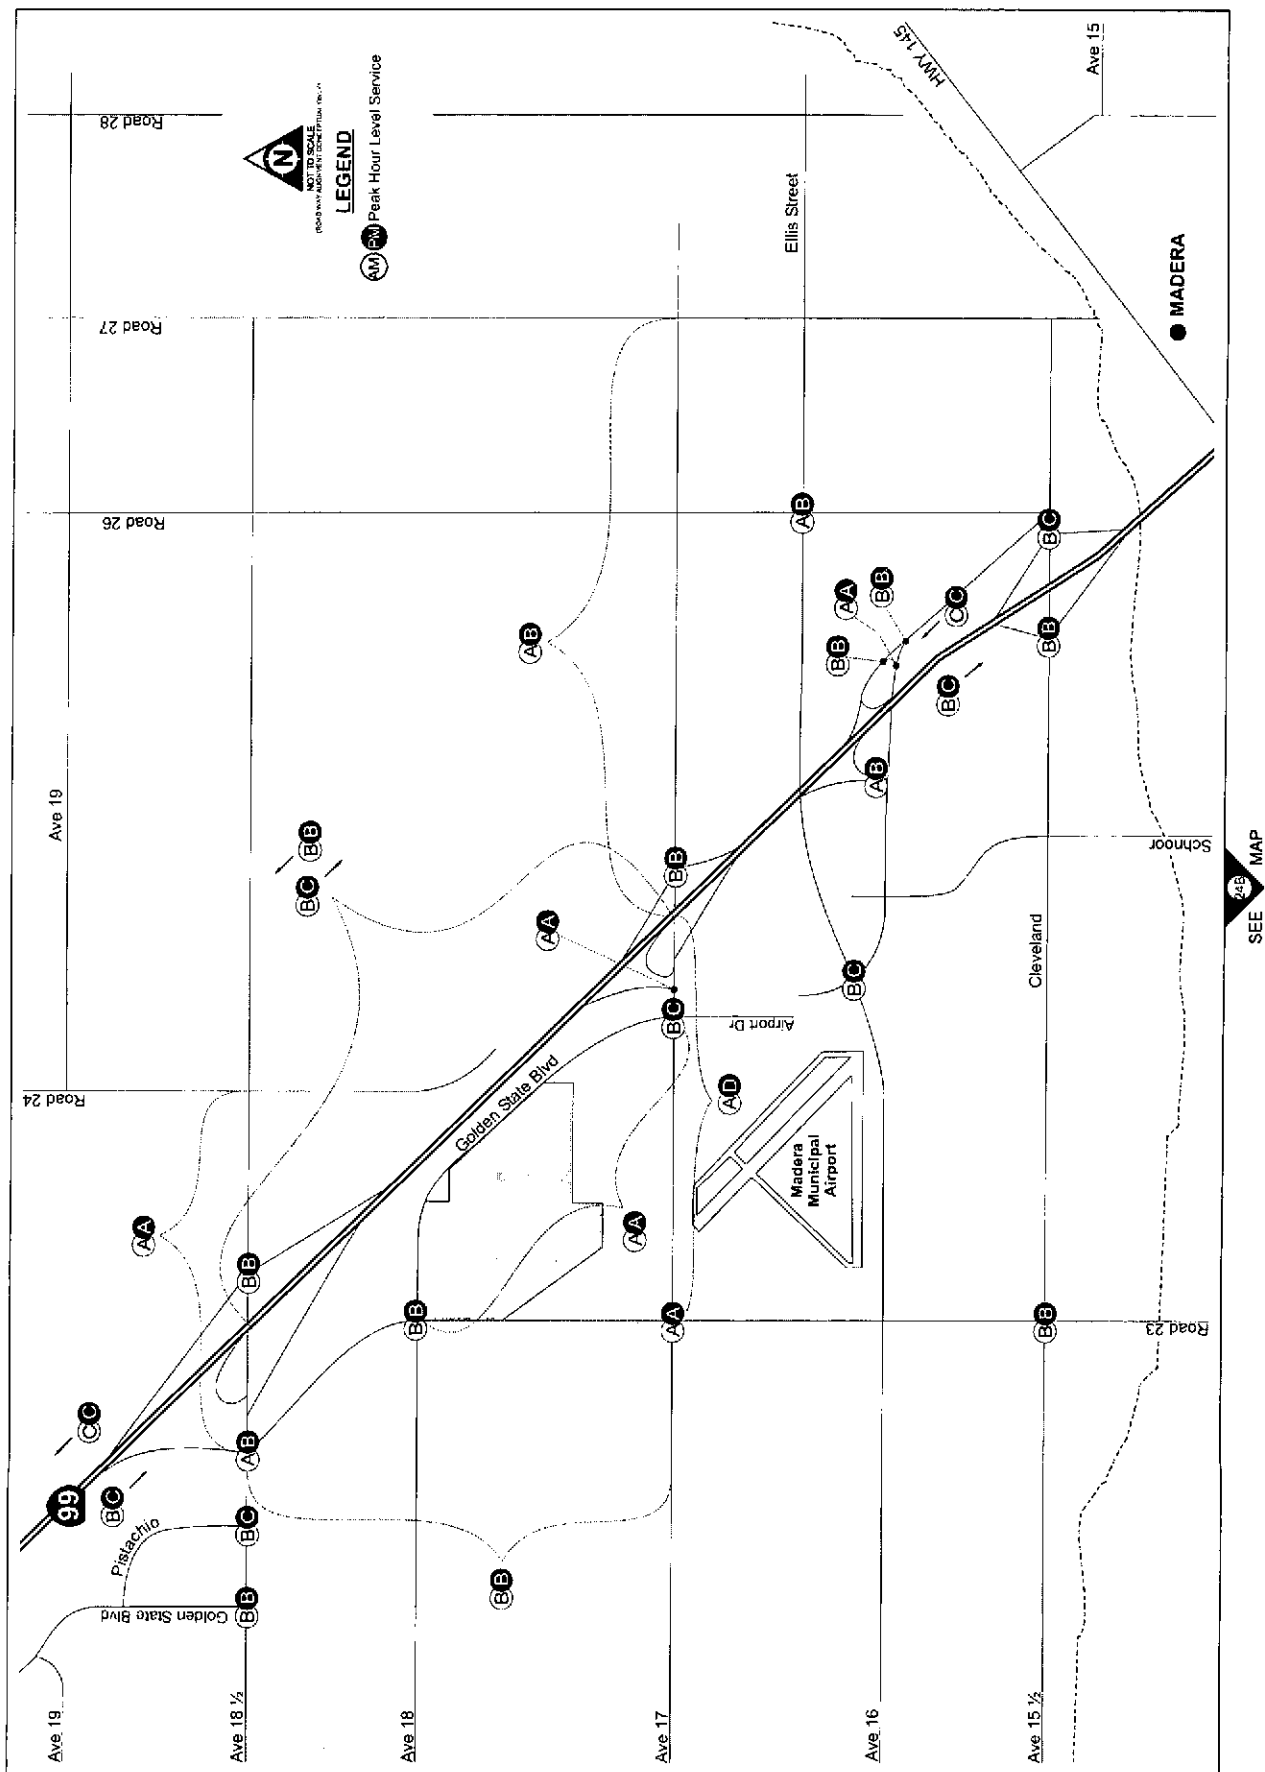 Road 28
Road 27
Road 26
Road 24
Road 23
Ave 19
Ave 19
Ave 18 ½
Ave 18
Ave 17
Ave 16
Ave 15 ½
Ave 15
HWY 145
Ellis Street
Cleveland
Schnoor
Airport Dr
Golden State Blvd
Golden State Blvd
Pistachio
99
Madera
Municipal
Airport
MADERA
N
NOT TO SCALE
LEGEND
AM PM Peak Hour Level Service
A A
B B
B C
B B
A B
A B
A B
A A
B B
B B
C C
B C
B C
B B
A B
B B
A A
B C
B C
A D
A A
B B
B B
A A
B B
A B
C C
B C
B C
B B
B B
SEE 24B MAP